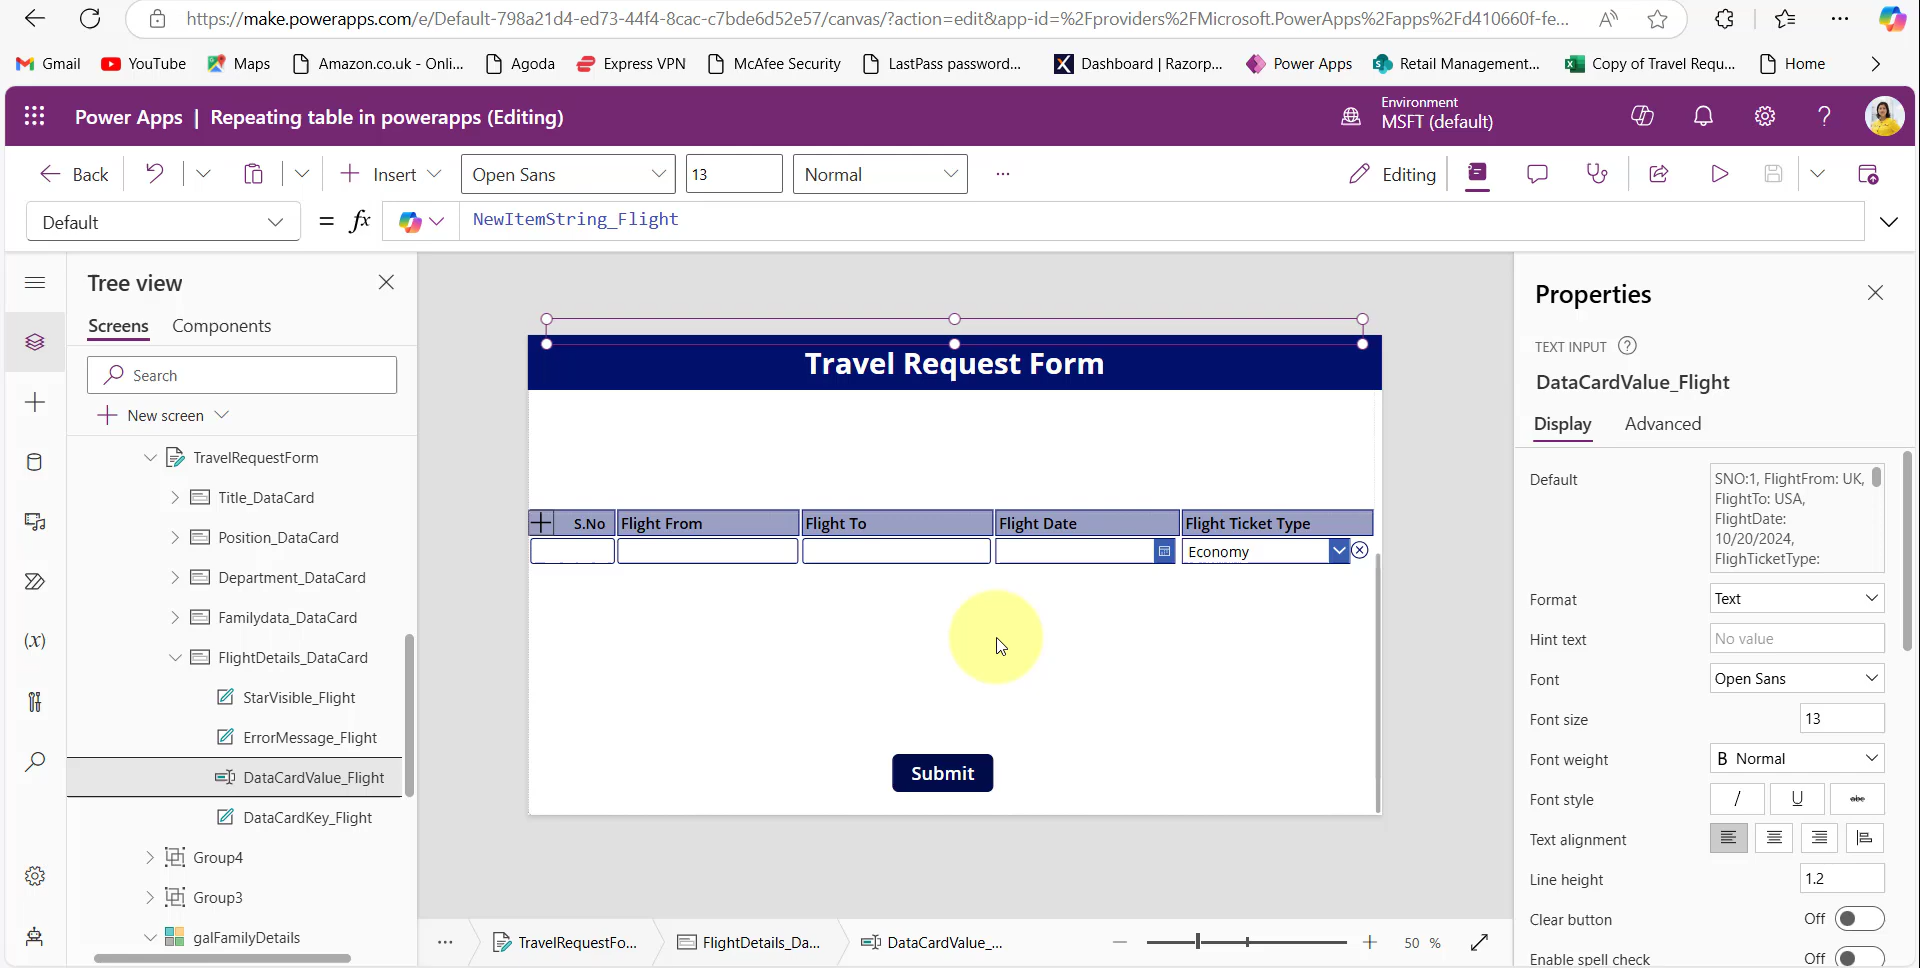 https://make.powerapps.com/e/Default-798a21d4-ed73-44f4-8cac-c7bde6d52e57/canvas/?action=edit&app-id=%2Fproviders%2FMicrosoft.PowerApps%2Fapps%2Fd410660f-fe...
Gmail YouTube Maps Amazon.co.uk - Onli... Agoda Express VPN McAfee Security LastPass password... Dashboard | Razorp... Power Apps Retail Management... Copy of Travel Requ... Home
Power Apps | Repeating table in powerapps (Editing)
Environment
MSFT (default)
Back Insert Open Sans 13 Normal ... Editing
Default = fx NewItemString_Flight
Tree view
Screens Components
Search
New screen
TravelRequestForm
Title_DataCard
Position_DataCard
Department_DataCard
Familydata_DataCard
FlightDetails_DataCard
StarVisible_Flight
ErrorMessage_Flight
DataCardValue_Flight
DataCardKey_Flight
Group4
Group3
galFamilyDetails
Travel Request Form
S.No Flight From Flight To Flight Date Flight Ticket Type
Economy
Submit
... TravelRequestFo... FlightDetails_Da... DataCardValue_... 50 %
Properties
TEXT INPUT
DataCardValue_Flight
Display Advanced
Default
SNO:1, FlightFrom: UK,
FlightTo: USA,
FlightDate:
10/20/2024,
FlighTicketType:
Format Text
Hint text No value
Font Open Sans
Font size 13
Font weight B Normal
Font style / U abc
Text alignment
Line height 1.2
Clear button Off
Enable spell check Off